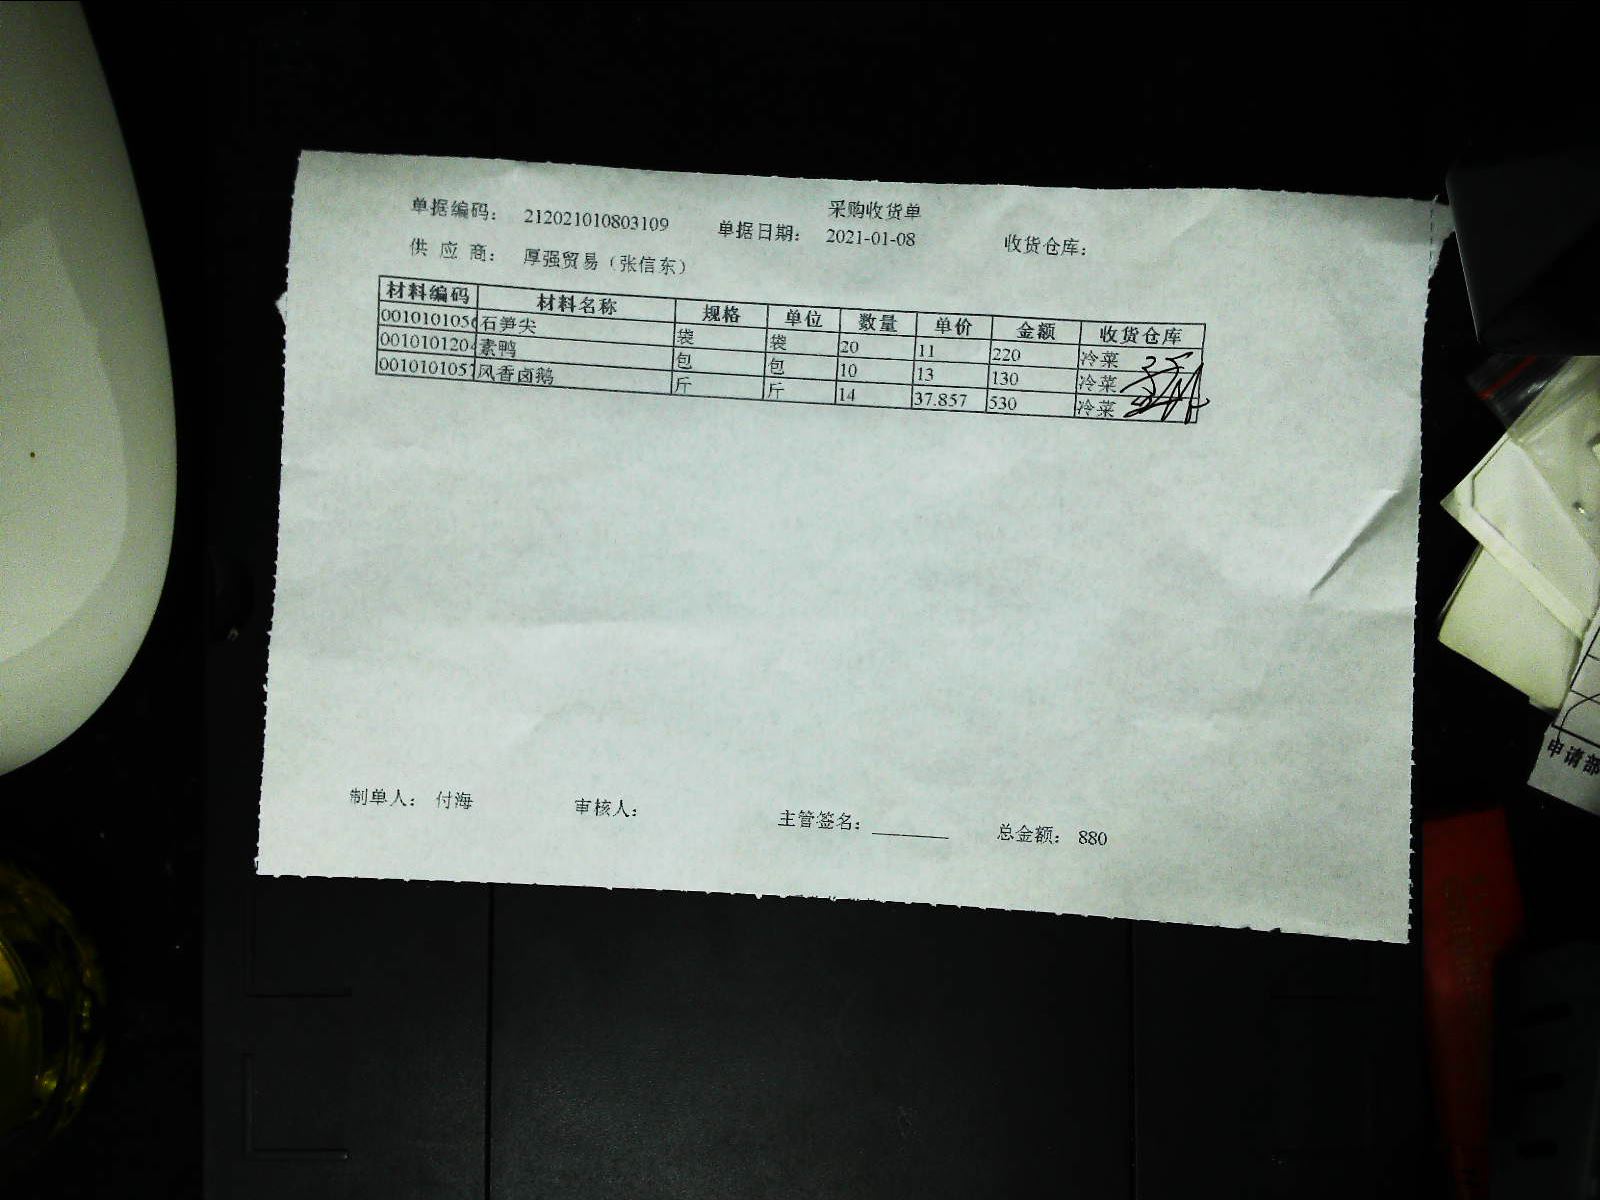 采购收货单
单据编码： 212021010803109 单据日期： 2021-01-08 收货仓库：
供 应 商： 厚强贸易（张信东）
材料编码 材料名称 规格 单位 数量 单价 金额 收货仓库
0010101056 石笋尖 袋 袋 20 11 220 冷菜
0010101204 素鸭 包 包 10 13 130 冷菜
001010105 风香卤鹅 斤 斤 14 37.857 530 冷菜
制单人： 付海 审核人： 主管签名： 总金额： 880
申请部